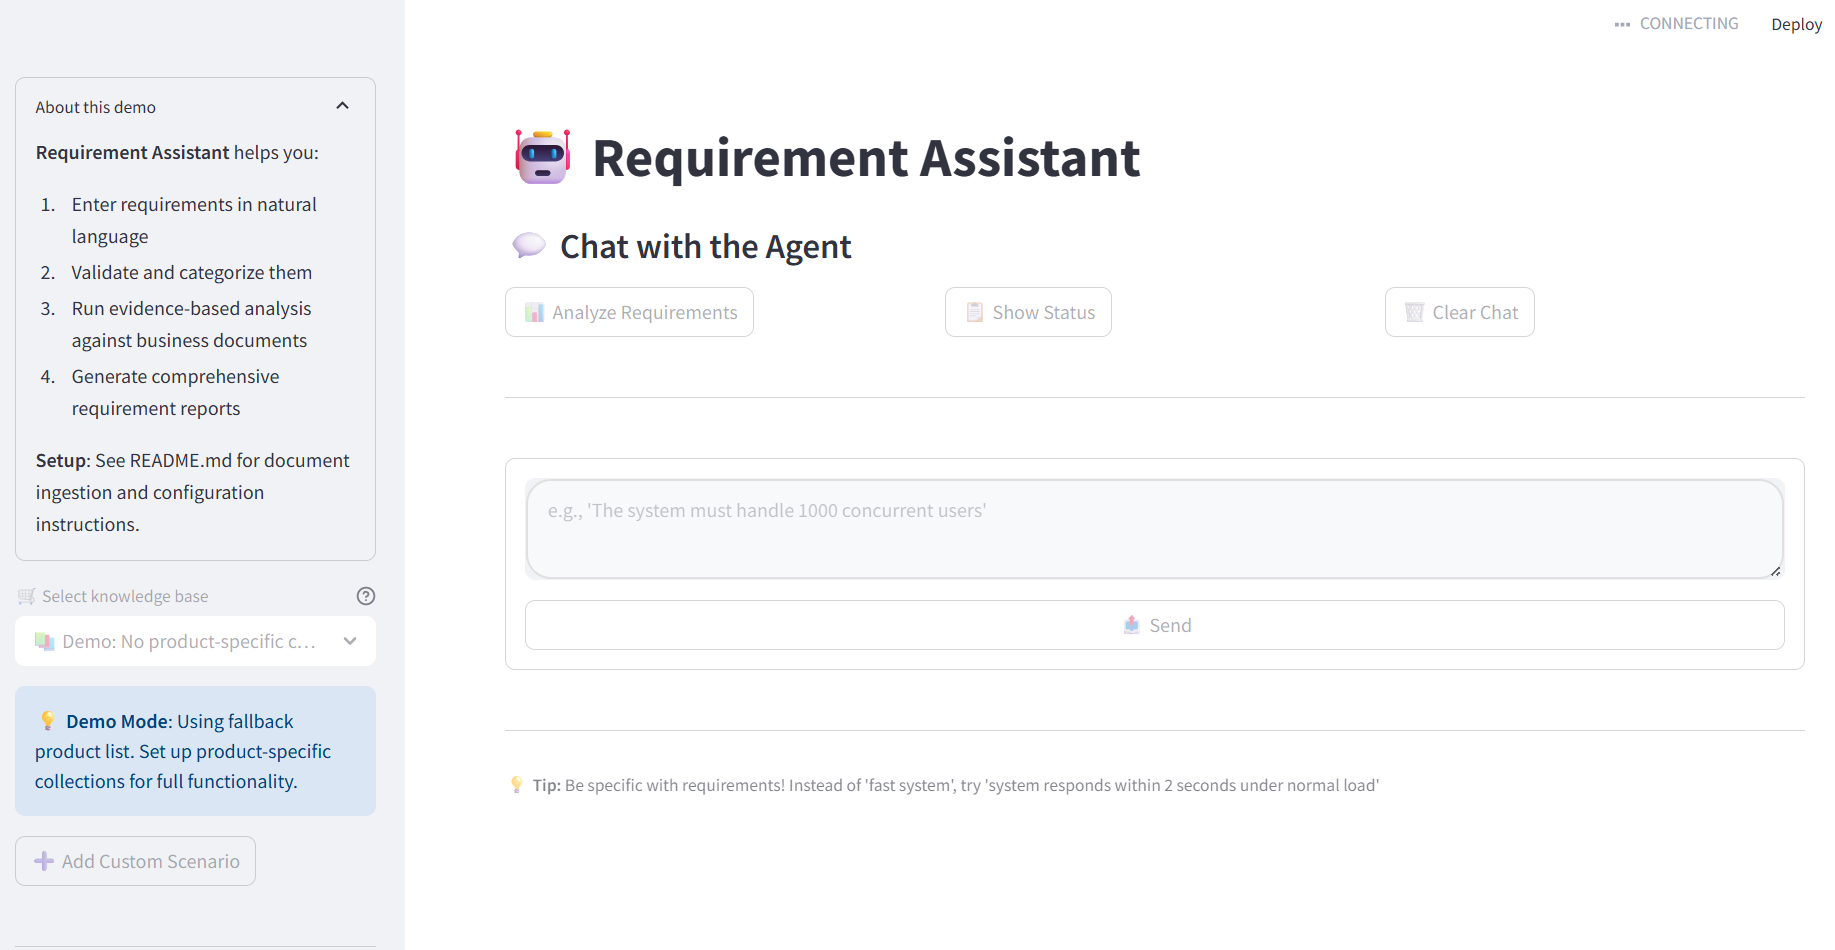 CONNECTING
Deploy
About this demo
Requirement Assistant helps you:
1. Enter requirements in natural
language
2. Validate and categorize them
3. Run evidence-based analysis
against business documents
4. Generate comprehensive
requirement reports
Setup: See README.md for document
ingestion and configuration
instructions.
Select knowledge base
Demo: No product-specific c...
Demo Mode: Using fallback
product list. Set up product-specific
collections for full functionality.
Add Custom Scenario
Requirement Assistant
Chat with the Agent
Analyze Requirements
Show Status
Clear Chat
e.g., 'The system must handle 1000 concurrent users'
Send
Tip: Be specific with requirements! Instead of 'fast system', try 'system responds within 2 seconds under normal load'